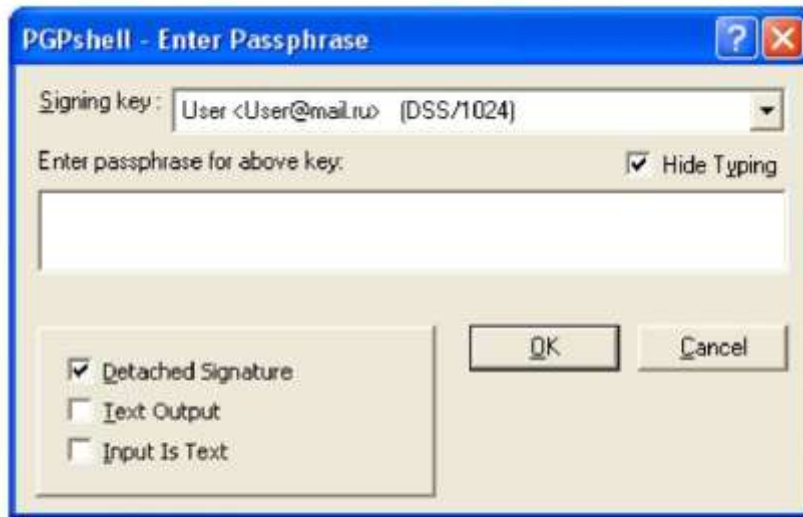 PGPshell - Enter Passphrase
Signing key : User <User@mail.ru> (DSS/1024)
Enter passphrase for above key: Hide Typing
OK Cancel
Detached Signature
Text Output
Input Is Text